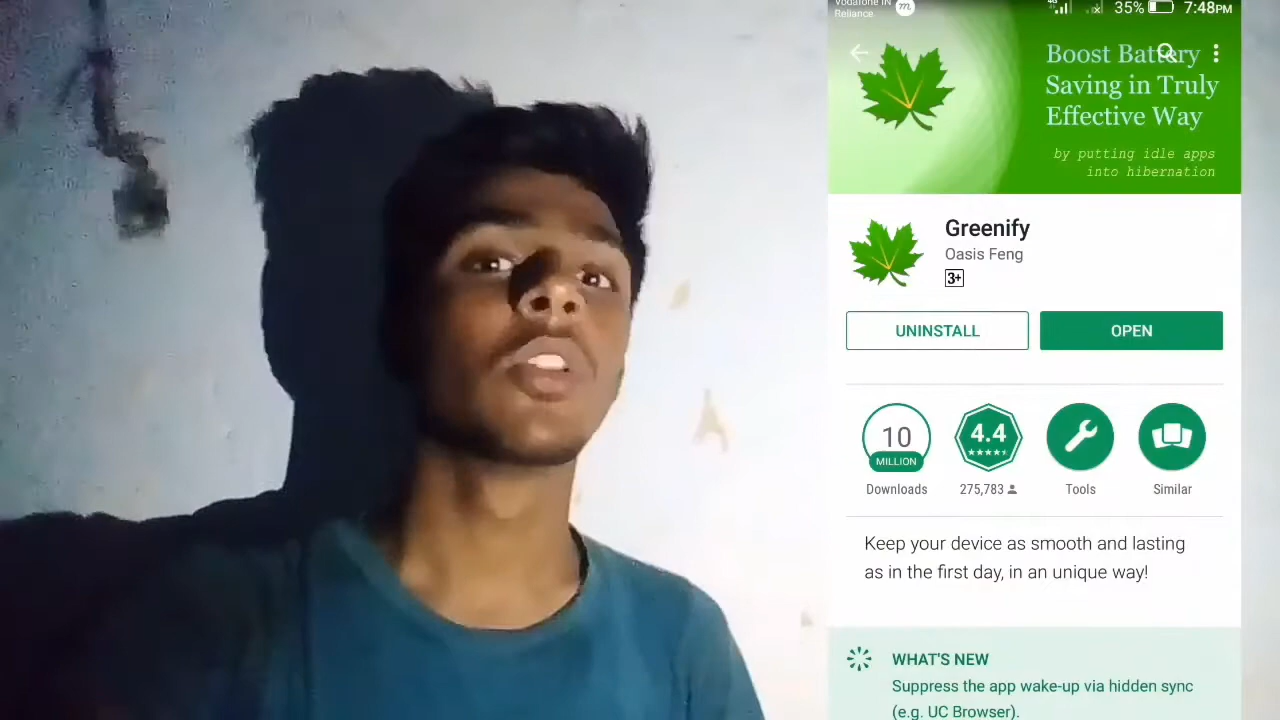 Vodafone IN
Reliance
m
4G
35%
7:48PM
Boost Battery
Saving in Truly
Effective Way
by putting idle apps
into hibernation
Greenify
Oasis Feng
3+
UNINSTALL
OPEN
10
MILLION
Downloads
4.4
275,783
Tools
Similar
Keep your device as smooth and lasting
as in the first day, in an unique way!
WHAT'S NEW
Suppress the app wake-up via hidden sync
(e.g. UC Browser).